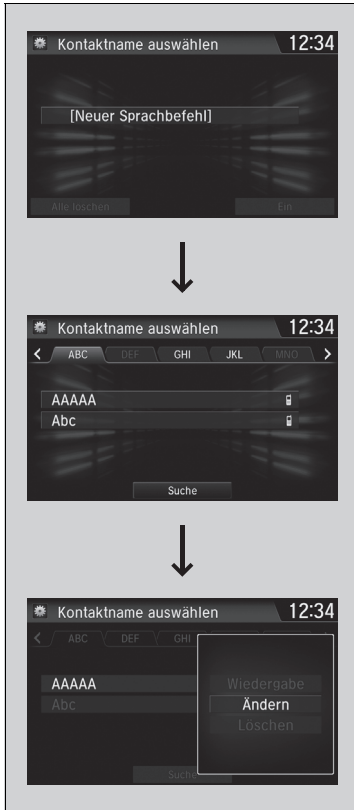 Kontaktname auswählen 12:34
[Neuer Sprachbefehl]
Alle löschen Ein
Kontaktname auswählen 12:34
< ABC DEF GHI JKL MNO >
AAAAA
Abc
Suche
Kontaktname auswählen 12:34
< ABC DEF GHI
AAAAA
Abc
Wiedergabe
Ändern
Löschen
Suche